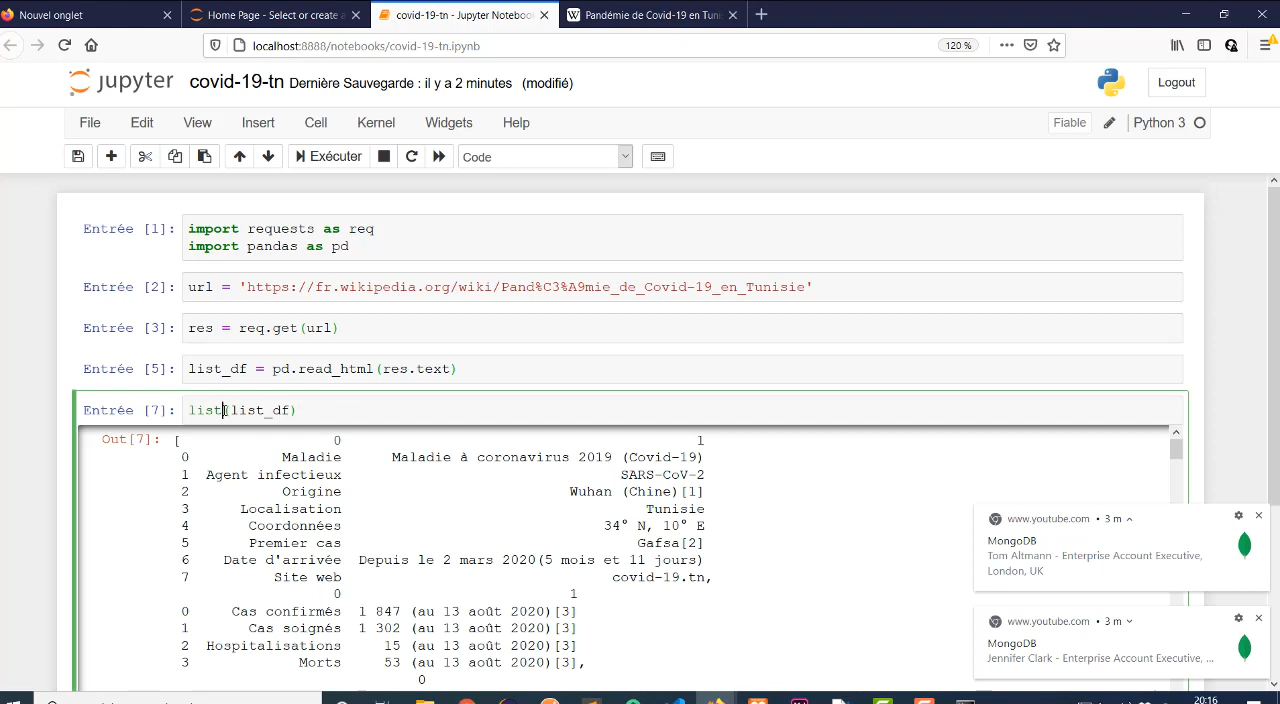 Nouvel onglet
Home Page - Select or create a
covid-19-tn - Jupyter Notebook
Pandémie de Covid-19 en Tuni
localhost:8888/notebooks/covid-19-tn.ipynb
120 %
jupyter
covid-19-tn Dernière Sauvegarde : il y a 2 minutes (modifié)
Logout
File Edit View Insert Cell Kernel Widgets Help
Fiable
Python 3
Exécuter
Code
Entrée [1]: import requests as req
import pandas as pd
Entrée [2]: url = 'https://fr.wikipedia.org/wiki/Pand%C3%A9mie_de_Covid-19_en_Tunisie'
Entrée [3]: res = req.get(url)
Entrée [5]: list_df = pd.read_html(res.text)
Entrée [7]: list(list_df)
Out[7]: [ 0 1
0 Maladie Maladie à coronavirus 2019 (Covid-19)
1 Agent infectieux SARS-CoV-2
2 Origine Wuhan (Chine)[1]
3 Localisation Tunisie
4 Coordonnées 34° N, 10° E
5 Premier cas Gafsa[2]
6 Date d'arrivée Depuis le 2 mars 2020(5 mois et 11 jours)
7 Site web covid-19.tn,
0 1
0 Cas confirmés 1 847 (au 13 août 2020)[3]
1 Cas soignés 1 302 (au 13 août 2020)[3]
2 Hospitalisations 15 (au 13 août 2020)[3]
3 Morts 53 (au 13 août 2020)[3],
0
www.youtube.com • 3 m
MongoDB
Tom Altmann - Enterprise Account Executive,
London, UK
www.youtube.com • 3 m
MongoDB
Jennifer Clark - Enterprise Account Executive, ...
20:16